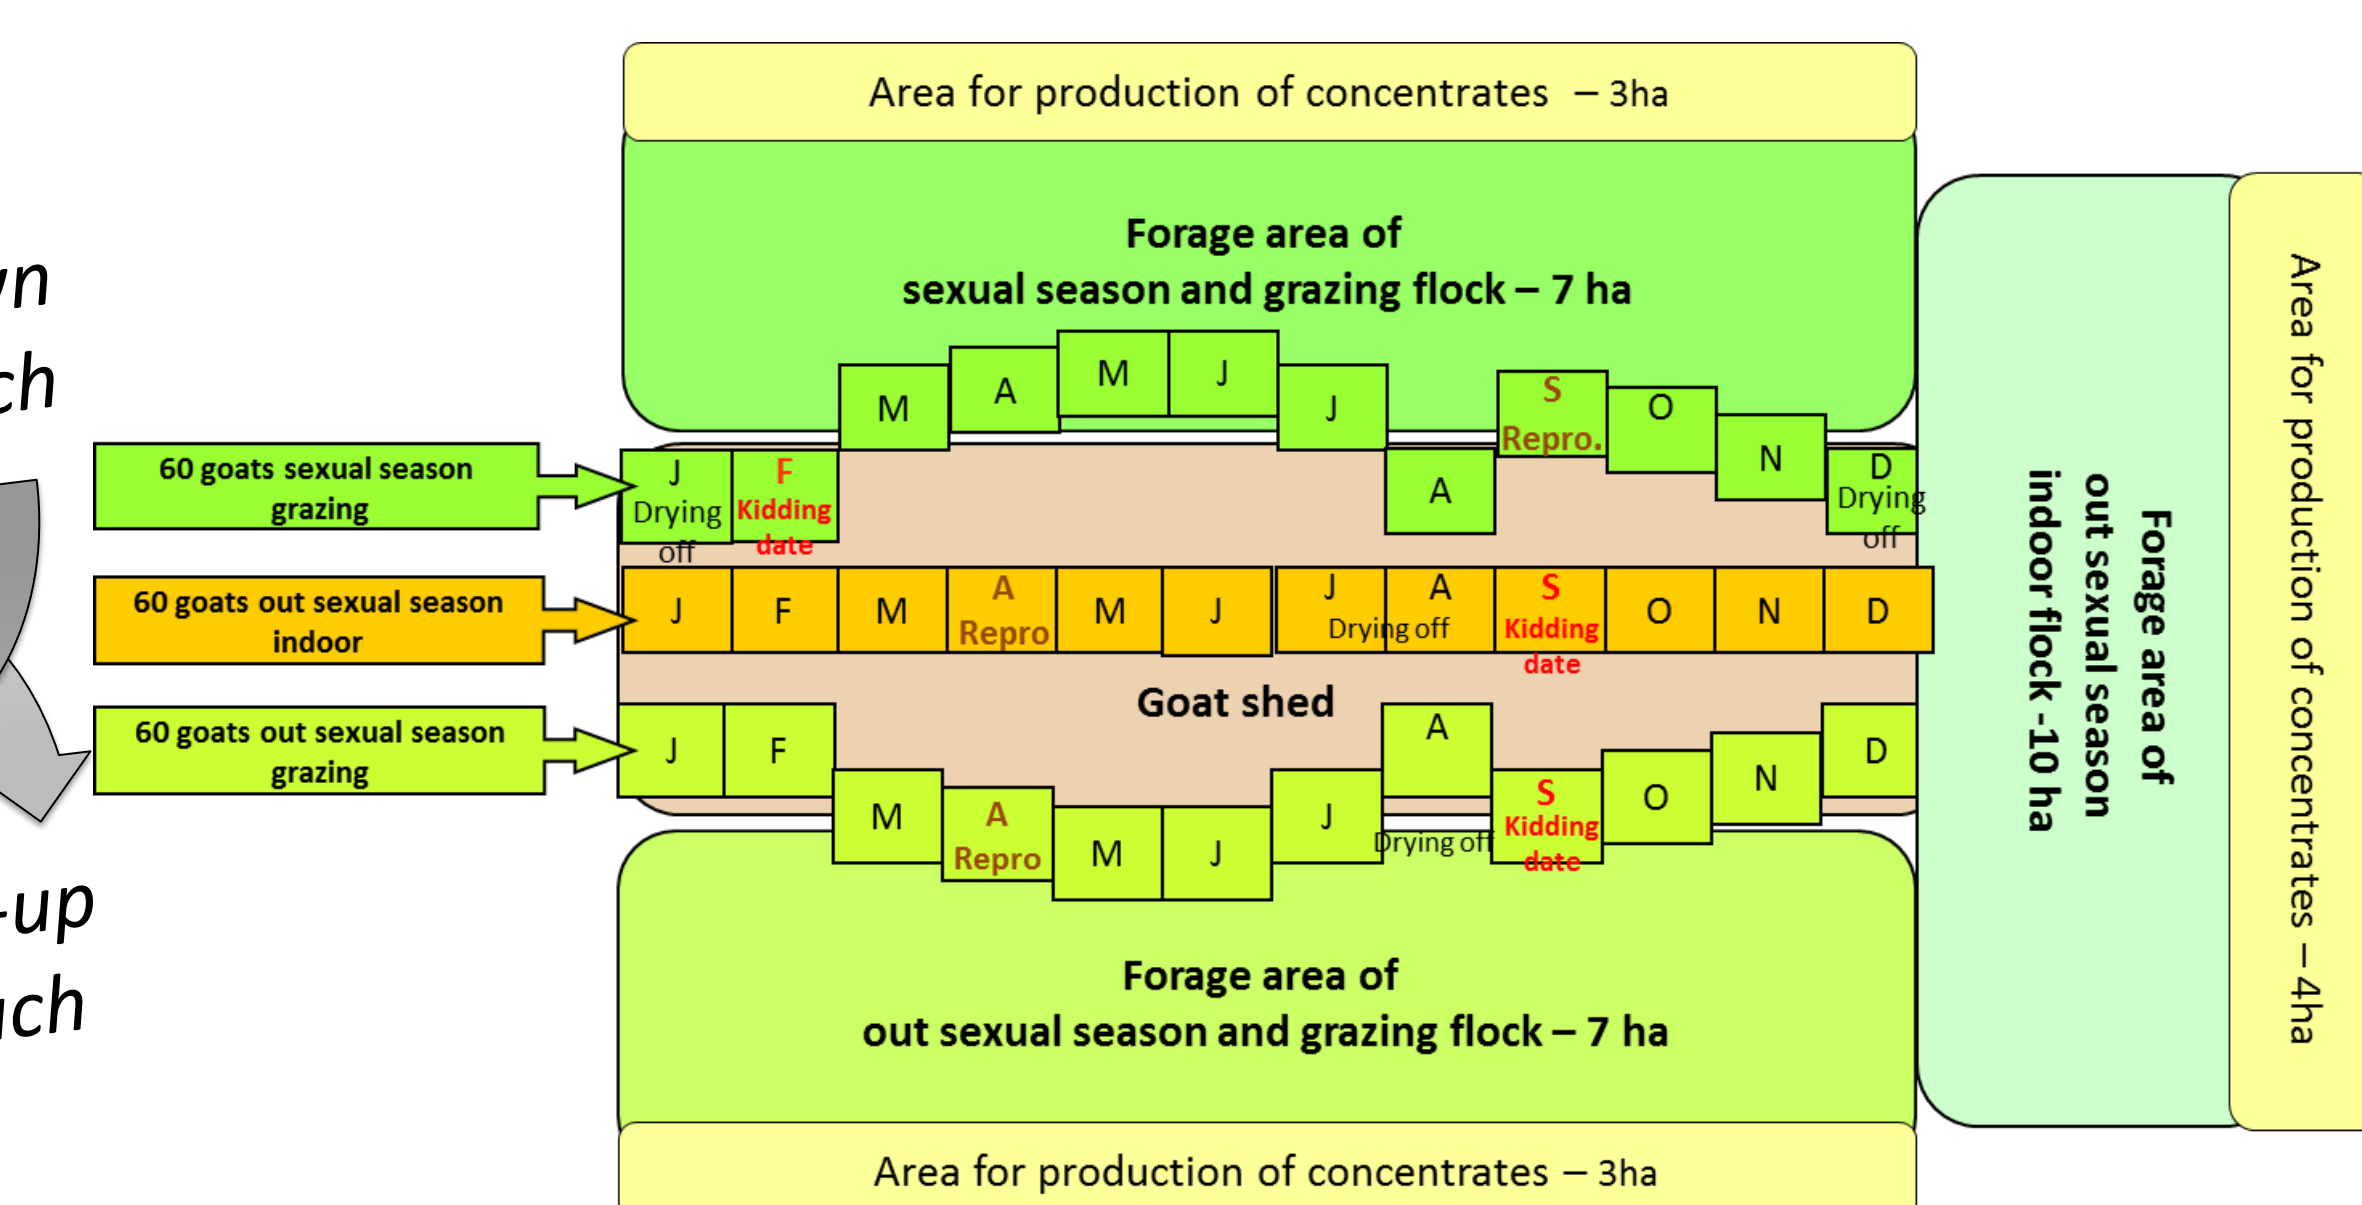 Area for production of concentrates – 3ha
Forage area of
sexual season and grazing flock – 7 ha
M
A
M
J
J
S
Repro.
O
N
60 goats sexual season
grazing
J
Drying
off
F
Kidding
date
A
D
Drying
off
60 goats out sexual season
indoor
J
F
M
A
Repro
M
J
J
A
Drying off
S
Kidding
date
O
N
D
Goat shed
60 goats out sexual season
grazing
J
F
M
A
Repro
M
J
J
A
Drying off
S
Kidding
date
O
N
D
Forage area of
out sexual season and grazing flock – 7 ha
Area for production of concentrates – 3ha
Forage area of
out sexual season
indoor flock -10 ha
Area for production of concentrates – 4ha
-up